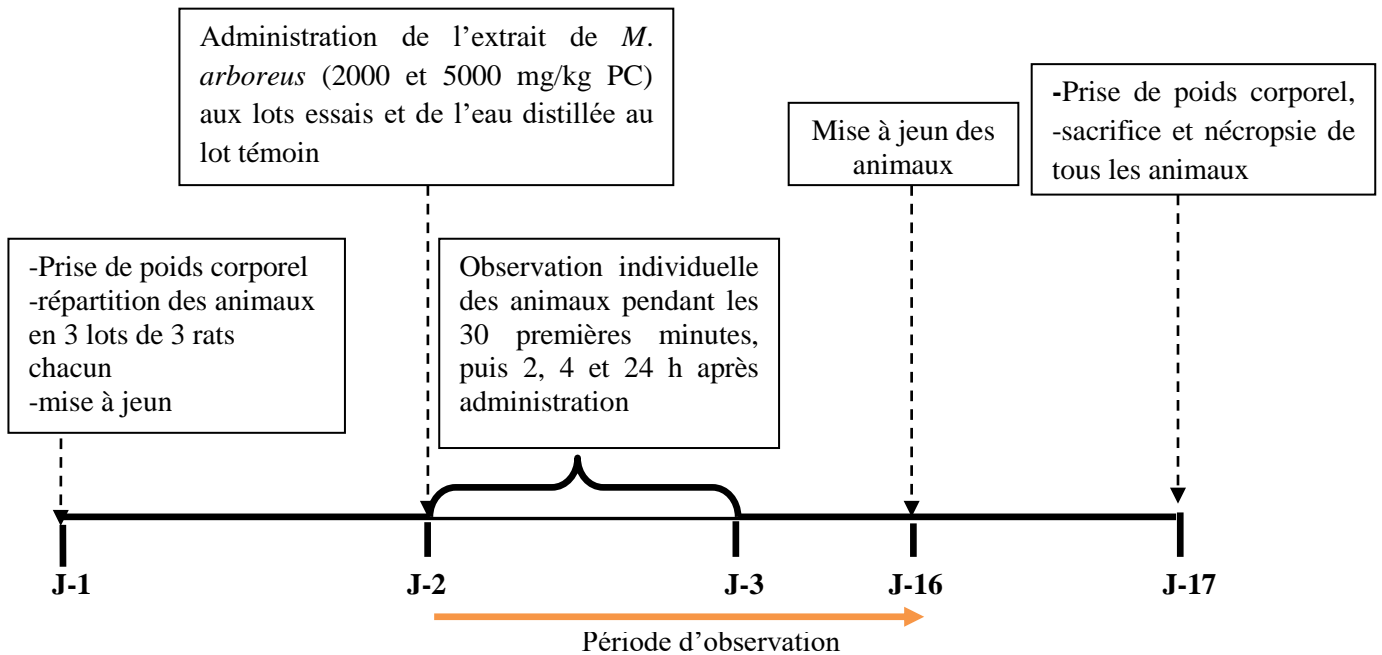 Administration de l’extrait de M.
arboreus (2000 et 5000 mg/kg PC)
aux lots essais et de l’eau distillée au
lot témoin
-Prise de poids corporel,
-sacrifice et nécropsie de
tous les animaux
Mise à jeun des
animaux
-Prise de poids corporel
-répartition des animaux
en 3 lots de 3 rats
chacun
-mise à jeun
Observation individuelle
des animaux pendant les
30 premières minutes,
puis 2, 4 et 24 h après
administration
J-1 J-2 J-3 J-16 J-17
Période d’observation